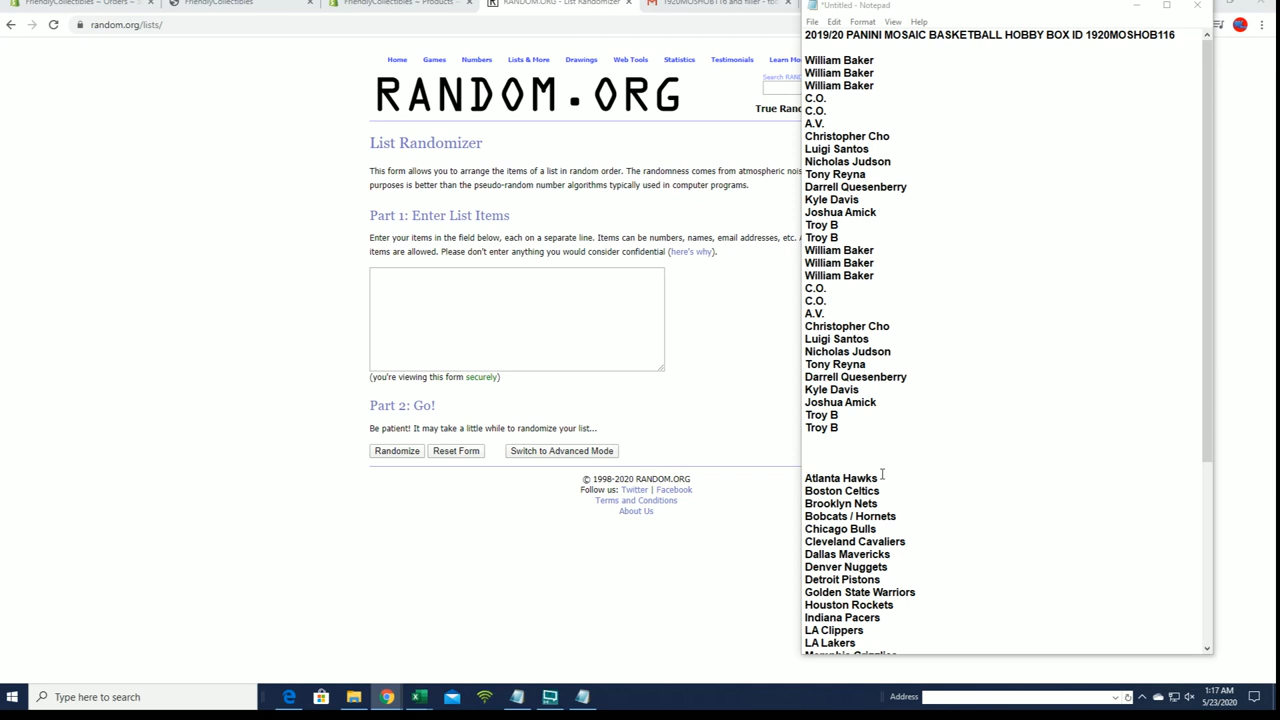 FriendlyCollectibles – Orders –
FriendlyCollectibles
FriendlyCollectibles – Products –
RANDOM.ORG - List Randomizer
1920MOSHOB116 and filler -
random.org/lists/
Home Games Numbers Lists & More Drawings Web Tools Statistics Testimonials Learn Mo
Search RAN
RANDOM.ORG
True Ran
List Randomizer
This form allows you to arrange the items of a list in random order. The randomness comes from atmospheric noi
purposes is better than the pseudo-random number algorithms typically used in computer programs.
Part 1: Enter List Items
Enter your items in the field below, each on a separate line. Items can be numbers, names, email addresses, etc. A
items are allowed. Please don't enter anything you would consider confidential (here's why).
(you're viewing this form securely)
Part 2: Go!
Be patient! It may take a little while to randomize your list...
Randomize Reset Form Switch to Advanced Mode
© 1998-2020 RANDOM.ORG
Follow us: Twitter | Facebook
Terms and Conditions
About Us
*Untitled - Notepad
File Edit Format View Help
2019/20 PANINI MOSAIC BASKETBALL HOBBY BOX ID 1920MOSHOB116
William Baker
William Baker
William Baker
C.O.
C.O.
A.V.
Christopher Cho
Luigi Santos
Nicholas Judson
Tony Reyna
Darrell Quesenberry
Kyle Davis
Joshua Amick
Troy B
Troy B
William Baker
William Baker
William Baker
C.O.
C.O.
A.V.
Christopher Cho
Luigi Santos
Nicholas Judson
Tony Reyna
Darrell Quesenberry
Kyle Davis
Joshua Amick
Troy B
Troy B
Atlanta Hawks
Boston Celtics
Brooklyn Nets
Bobcats / Hornets
Chicago Bulls
Cleveland Cavaliers
Dallas Mavericks
Denver Nuggets
Detroit Pistons
Golden State Warriors
Houston Rockets
Indiana Pacers
LA Clippers
LA Lakers
Memphis Grizzlies
Type here to search
Address
1:17 AM
5/23/2020